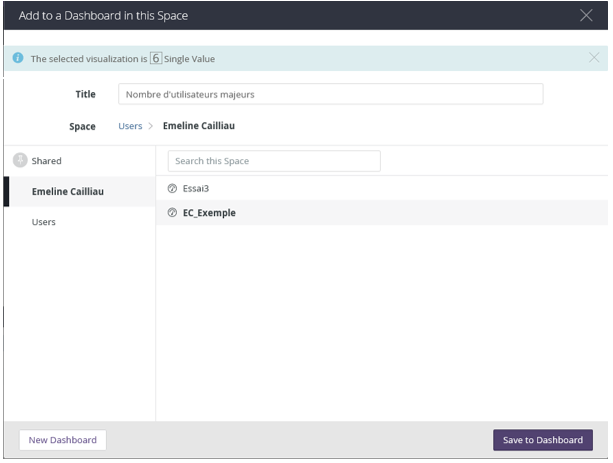 Add to a Dashboard in this Space
The selected visualization is 6 Single Value
Title Nombre d'utilisateurs majeurs
Space Users > Emeline Cailliau
Shared
Search this Space
Emeline Cailliau
Essai3
Users
EC_Exemple
New Dashboard
Save to Dashboard